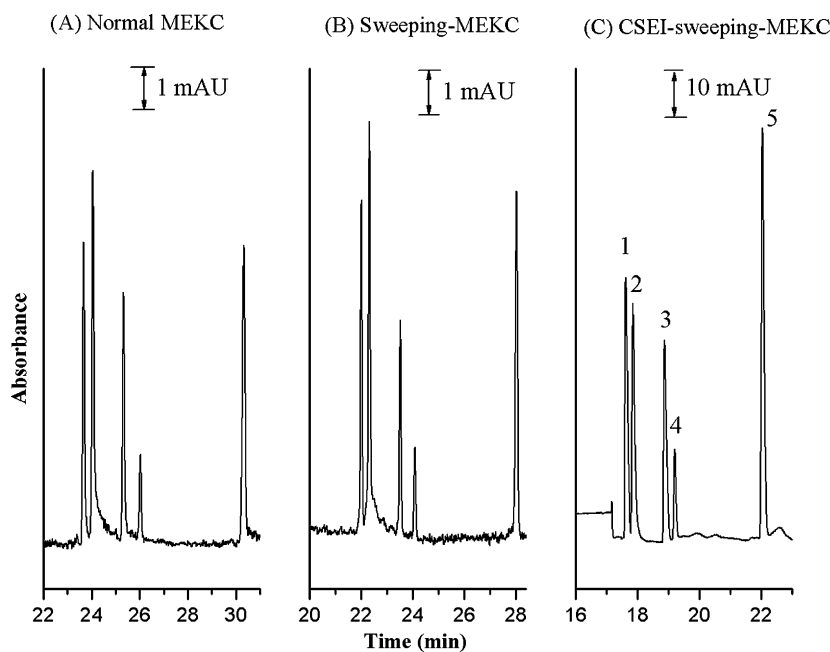 (A) Normal MEKC
(B) Sweeping-MEKC
(C) CSEI-sweeping-MEKC
1 mAU
1 mAU
10 mAU
5
1
2
3
4
Absorbance
22 24 26 28 30
20 22 24 26 28
16 18 20 22
Time (min)